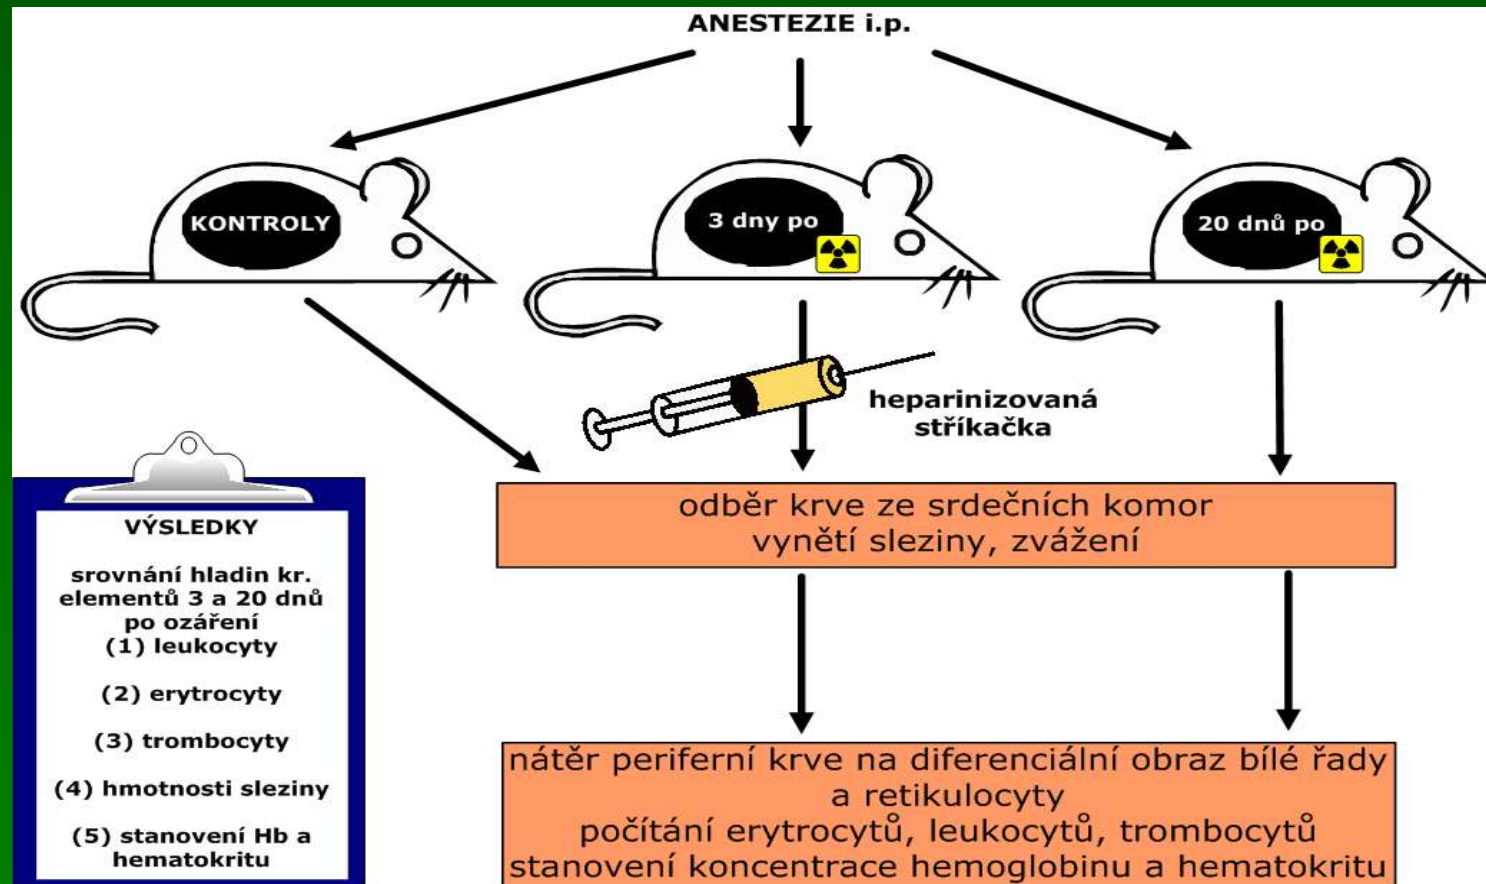 ANESTEZIE i.p.
KONTROLY
3 dny po
20 dnů po
heparinizovaná
stříkačka
odběr krve ze srdečních komor
vynětí sleziny, zvážení
nátěr periferní krve na diferenciální obraz bílé řady
a retikulocyty
počítání erytrocytů, leukocytů, trombocytů
stanovení koncentrace hemoglobinu a hematokritu
VÝSLEDKY
srovnání hladin kr.
elementů 3 a 20 dnů
po ozáření
(1) leukocyty
(2) erytrocyty
(3) trombocyty
(4) hmotnosti sleziny
(5) stanovení Hb a
hematokritu